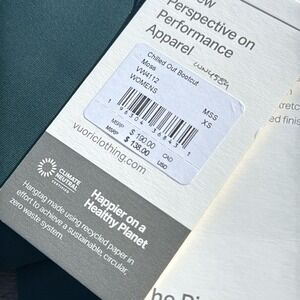 Perspective on
Performance
Apparel
Chilled Out Bootcut
Moss
VW4112
WOMENS
MSS
XS
MSRP $ 190.00 CAD
MSRP $ 138.00 USD
vuoriclothing.com
CLIMATE
NEUTRAL
CERTIFIED
Happier on a
Healthy Planet
Hangtag made using recycled paper in
effort to achieve a sustainable, circular,
zero waste system.